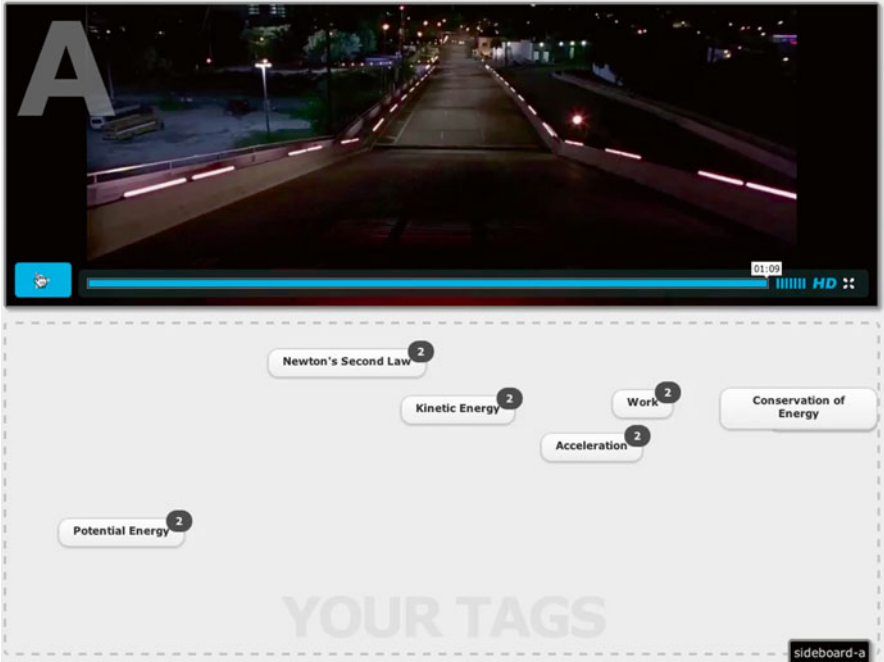 A
01:09
HD
Newton's Second Law 2
Kinetic Energy 2
Work 2
Conservation of
Energy
Acceleration 2
Potential Energy 2
YOUR TAGS
sideboard-a